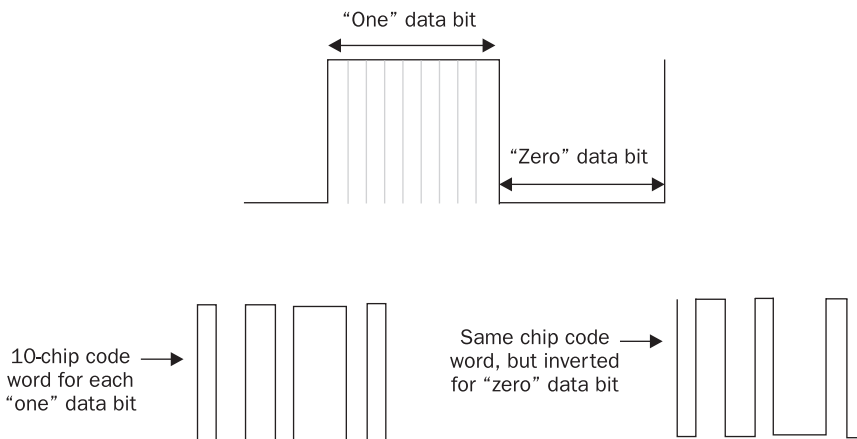 “One” data bit
“Zero” data bit
10-chip code
word for each
“one” data bit
Same chip code
word, but inverted
for “zero” data bit